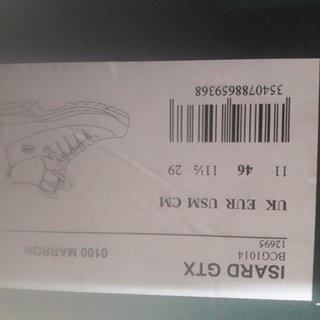 ISARD GTX
BCG1014
12695
0100 MARRON
UK EUR USM CM
11 46 11½ 29
3540788659368